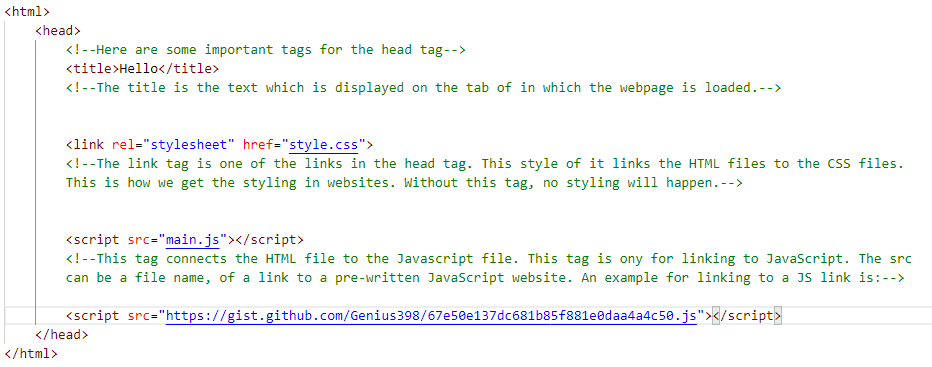 <html>
<head>
<!--Here are some important tags for the head tag-->
<title>Hello</title>
<!--The title is the text which is displayed on the tab of in which the webpage is loaded.-->
<link rel="stylesheet" href="style.css">
<!--The link tag is one of the links in the head tag. This style of it links the HTML files to the CSS files.
This is how we get the styling in websites. Without this tag, no styling will happen.-->
<script src="main.js"></script>
<!--This tag connects the HTML file to the Javascript file. This tag is ony for linking to JavaScript. The src
can be a file name, of a link to a pre-written JavaScript website. An example for linking to a JS link is:-->
<script src="https://gist.github.com/Genius398/67e50e137dc681b85f881e0daa4a4c50.js"></script>
</head>
</html>